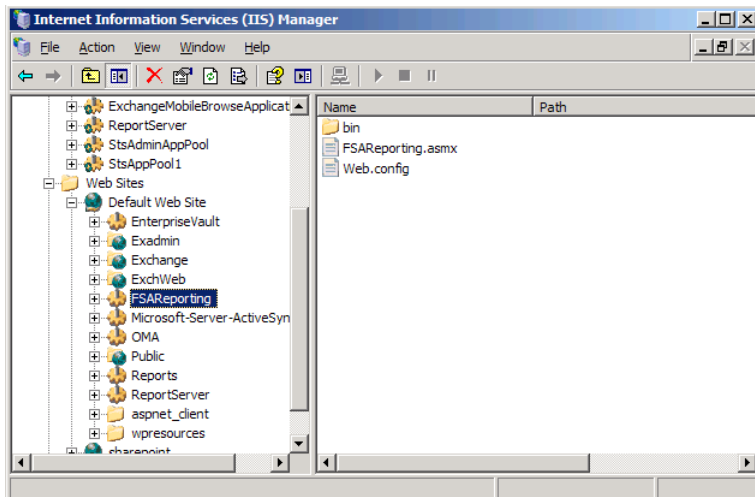 Internet Information Services (IIS) Manager
File Action View Window Help
ExchangeMobileBrowseApplicat
ReportServer
StsAdminAppPool
StsAppPool1
Web Sites
Default Web Site
EnterpriseVault
Exadmin
Exchange
ExchWeb
FSAReporting
Microsoft-Server-ActiveSyn
OMA
Public
Reports
ReportServer
aspnet_client
wpresources
sharepoint
Name Path
bin
FSAReporting.asmx
Web.config